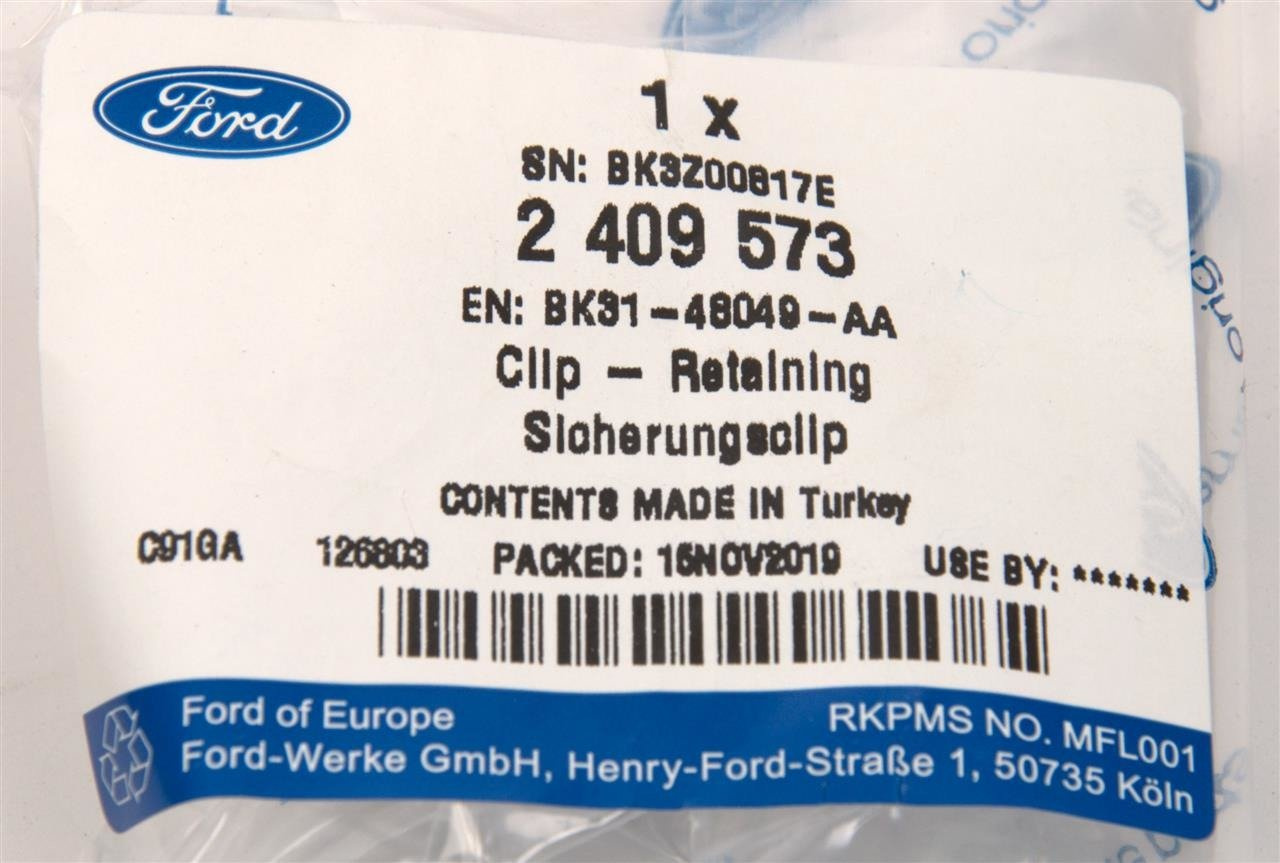 Ford
1 x
SN: BK3Z00817E
2 409 573
EN: BK31-46049-AA
Clip - Retaining
Sicherungsclip
CONTENTS MADE IN Turkey
C91GA 126803 PACKED: 15NOV2019 USE BY: *******
Ford of Europe RKPMS NO. MFL001
Ford-Werke GmbH, Henry-Ford-Straße 1, 50735 Köln